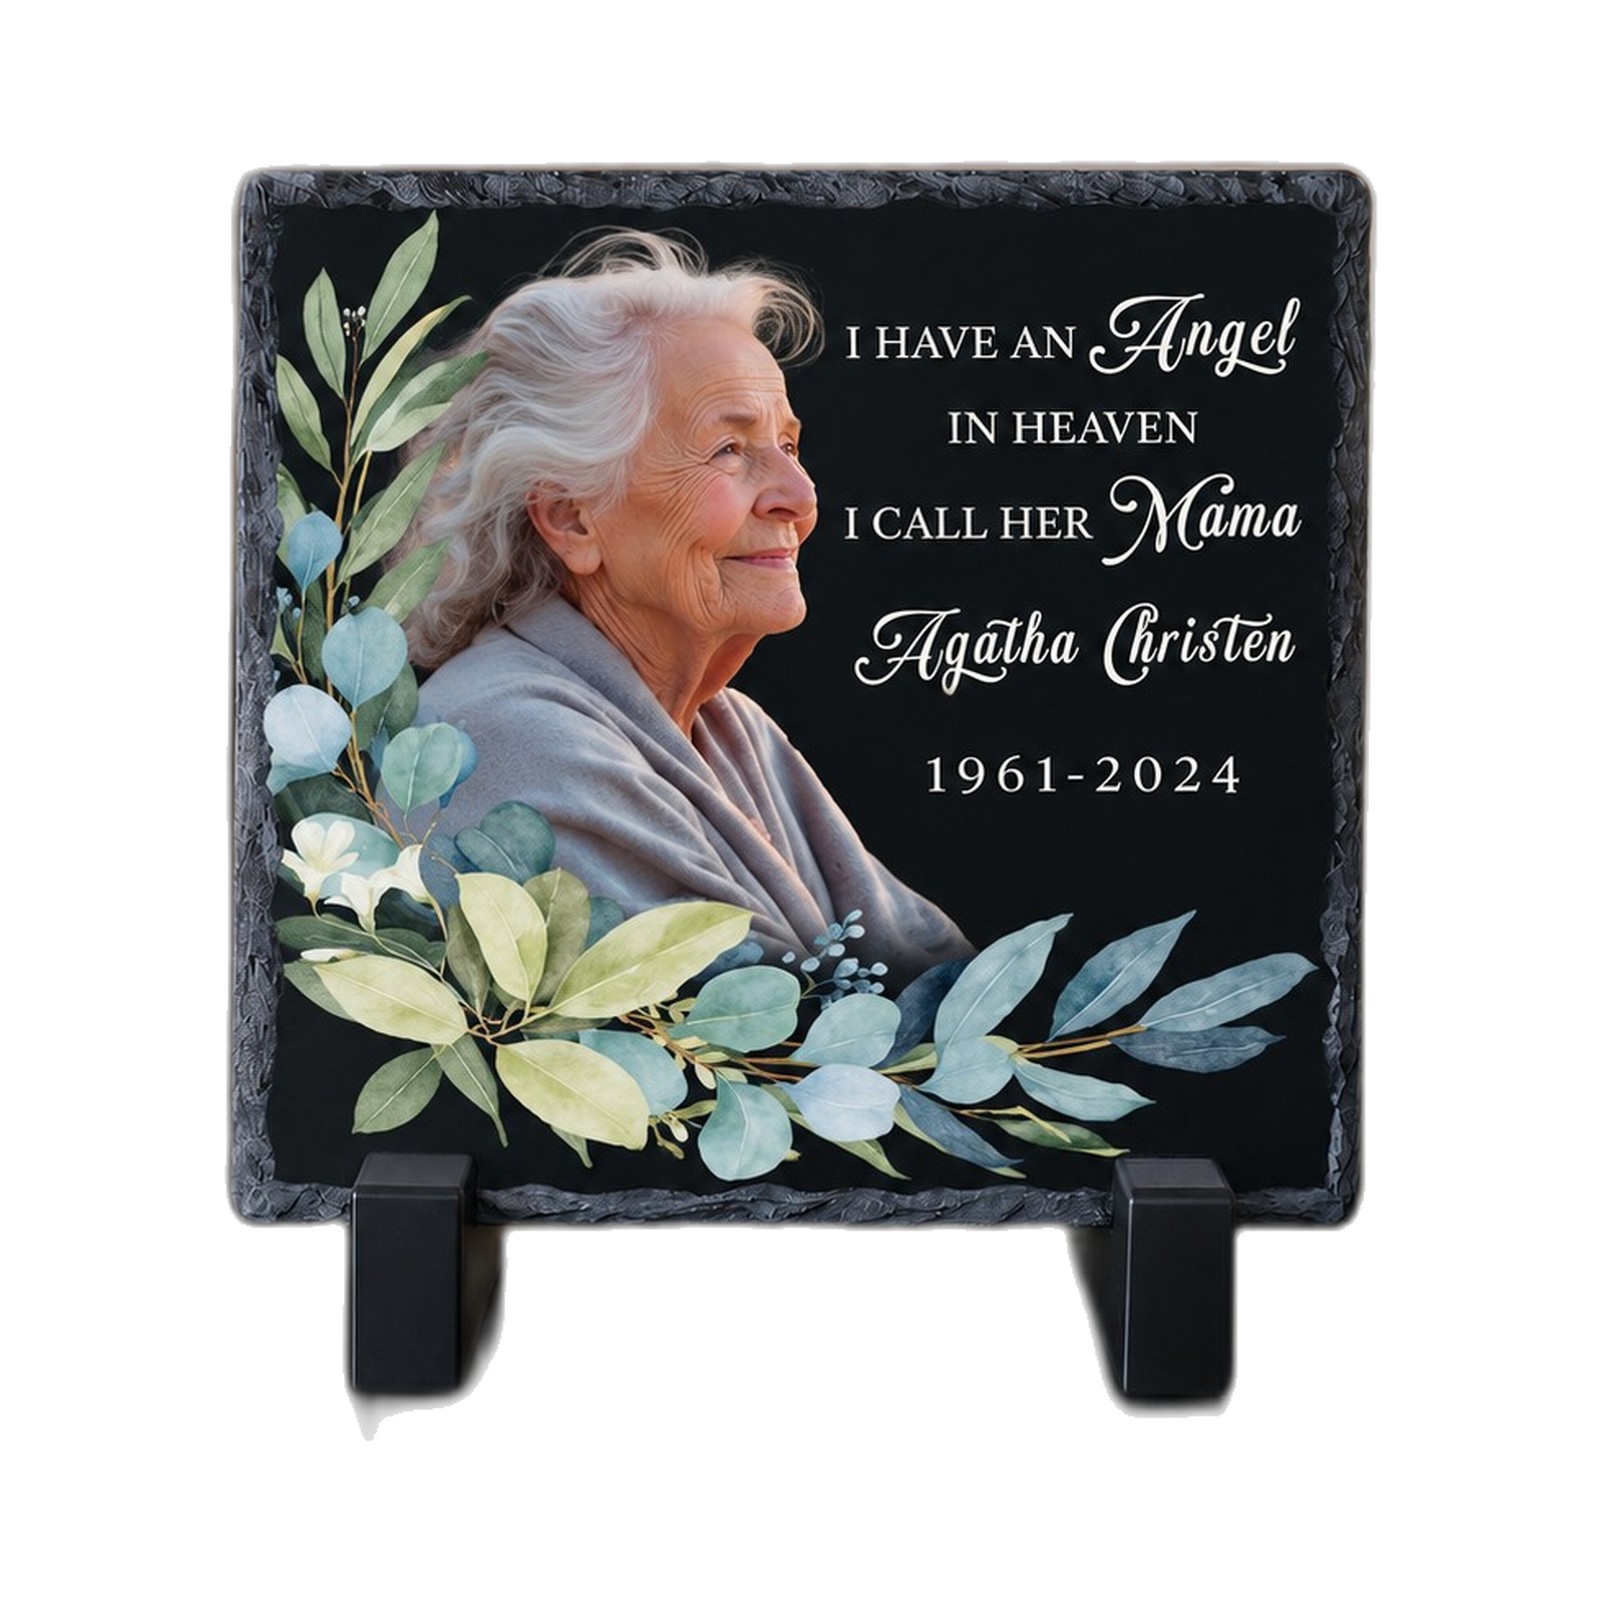 I HAVE AN Angel
IN HEAVEN
I CALL HER Mama
Agatha Christen
1961-2024